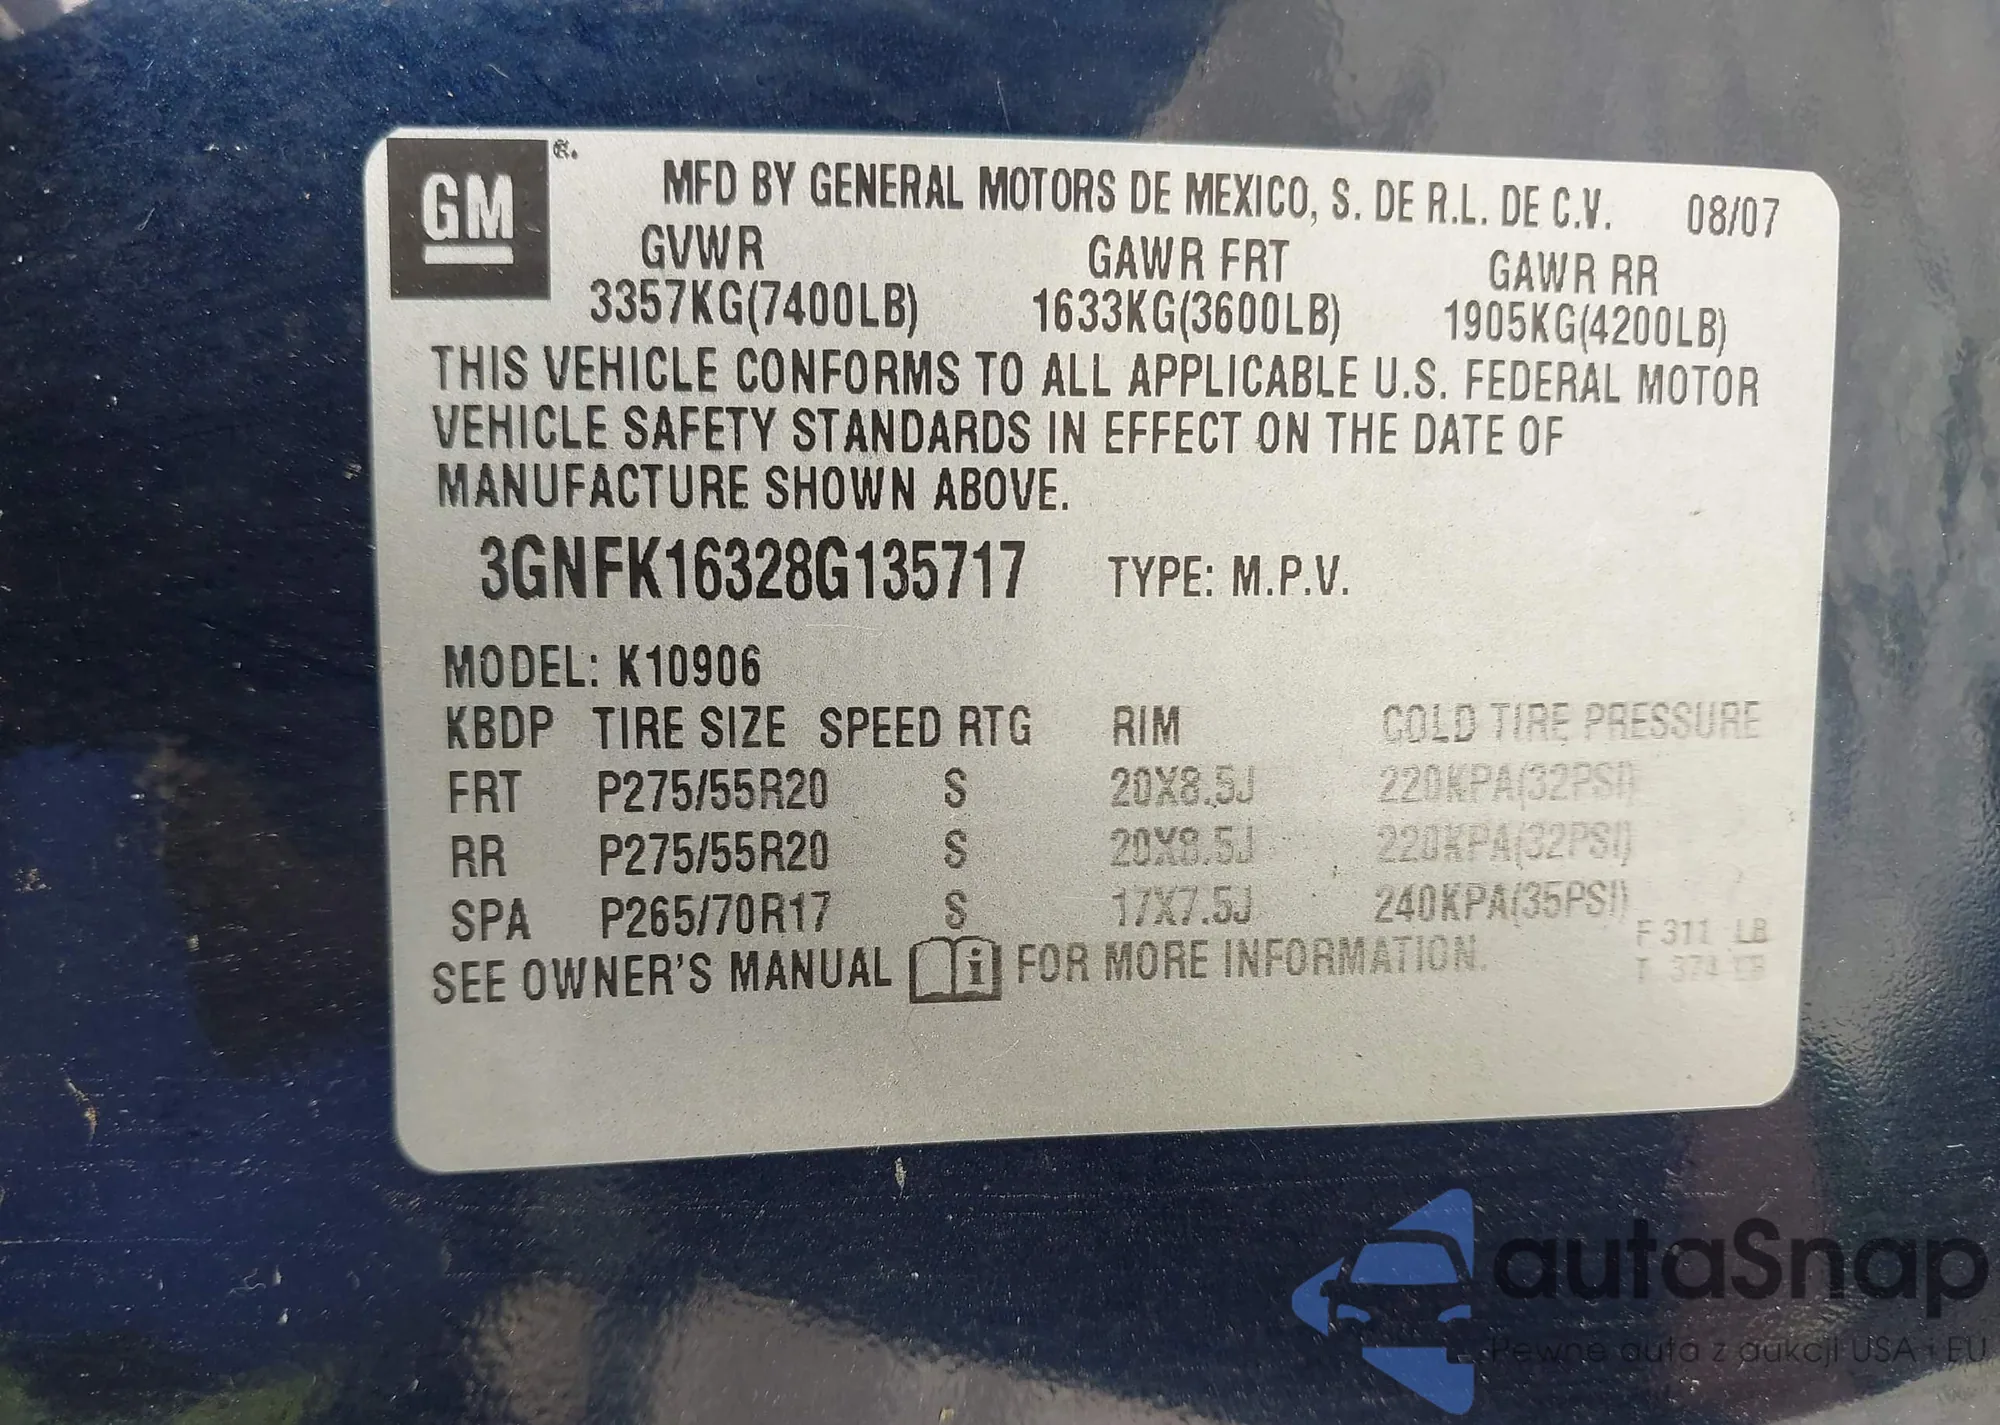 GM
MFD BY GENERAL MOTORS DE MEXICO, S. DE R.L. DE C.V. 08/07
GVWR GAWR FRT GAWR RR
3357KG(7400LB) 1633KG(3600LB) 1905KG(4200LB)
THIS VEHICLE CONFORMS TO ALL APPLICABLE U.S. FEDERAL MOTOR
VEHICLE SAFETY STANDARDS IN EFFECT ON THE DATE OF
MANUFACTURE SHOWN ABOVE.
3GNFK16328G135717 TYPE: M.P.V.
MODEL: K10906
KBDP TIRE SIZE SPEED RTG RIM COLD TIRE PRESSURE
FRT P275/55R20 S 20X8.5J 220KPA(32PSI)
RR P275/55R20 S 20X8.5J 220KPA(32PSI)
SPA P265/70R17 S 17X7.5J 240KPA(35PSI)
F 311 LB
T 374 LB
SEE OWNER'S MANUAL FOR MORE INFORMATION.
autaSnap
Pewne auta z aukcji USA i EU